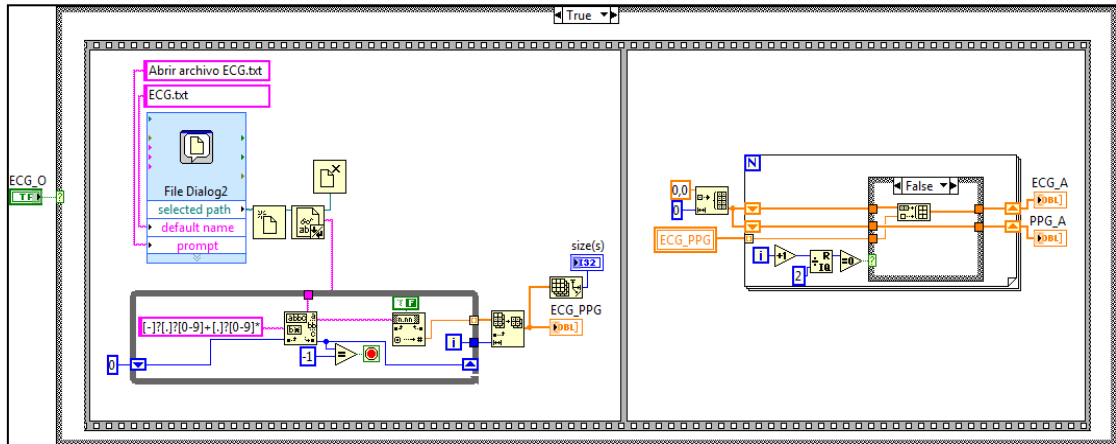 True
Abrir archivo ECG.txt
ECG.txt
File Dialog2
selected path
default name
prompt
ECG_O
TF
size(s)
I32
ECG_PPG
DBL
[-]?[.]?[0-9]+[.]?[0-9]*
0
-1
=
T F
i
N
0,0
0
ECG_PPG
i
+1
2
R
IQ
=0
False
ECG_A
DBL
PPG_A
DBL